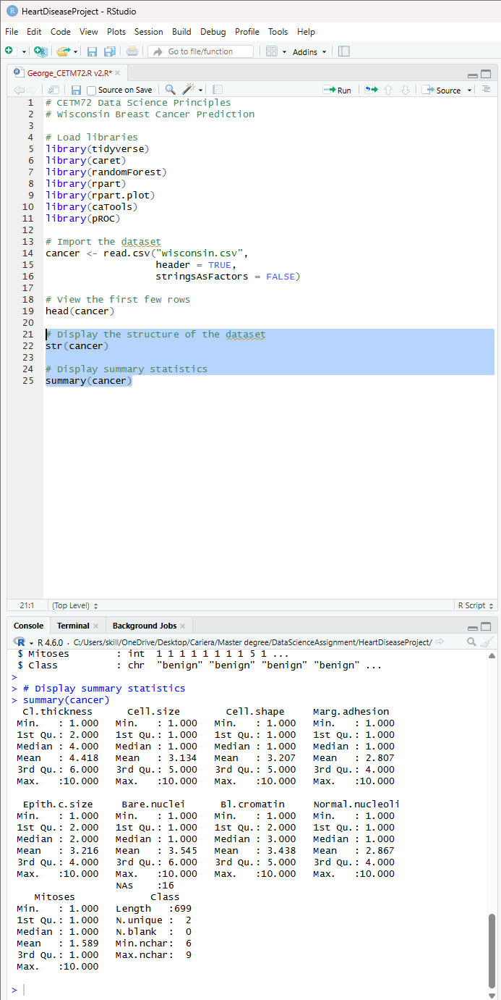 HeartDiseaseProject - RStudio
File Edit Code View Plots Session Build Debug Profile Tools Help
Go to file/function Addins
George_CETM72.R v2.R*
Source on Save Run Source
1 # CETM72 Data Science Principles
2 # Wisconsin Breast Cancer Prediction
3
4 # Load libraries
5 library(tidyverse)
6 library(caret)
7 library(randomForest)
8 library(rpart)
9 library(rpart.plot)
10 library(caTools)
11 library(pROC)
12
13 # Import the dataset
14 cancer <- read.csv("wisconsin.csv",
15 header = TRUE,
16 stringsAsFactors = FALSE)
17
18 # View the first few rows
19 head(cancer)
20
21 # Display the structure of the dataset
22 str(cancer)
23
24 # Display summary statistics
25 summary(cancer)
21:1 (Top Level) R Script
Console Terminal Background Jobs
R 4.6.0 · C:/Users/skill/OneDrive/Desktop/Cariera/Master degree/DataScienceAssignment/HeartDiseaseProject/
$ Mitoses : int 1 1 1 1 1 1 1 1 5 1 ...
$ Class : chr "benign" "benign" "benign" "benign" ...
>
> # Display summary statistics
> summary(cancer)
Cl.thickness Cell.size Cell.shape Marg.adhesion
Min. : 1.000 Min. : 1.000 Min. : 1.000 Min. : 1.000
1st Qu.: 2.000 1st Qu.: 1.000 1st Qu.: 1.000 1st Qu.: 1.000
Median : 4.000 Median : 1.000 Median : 1.000 Median : 1.000
Mean : 4.418 Mean : 3.134 Mean : 3.207 Mean : 2.807
3rd Qu.: 6.000 3rd Qu.: 5.000 3rd Qu.: 5.000 3rd Qu.: 4.000
Max. :10.000 Max. :10.000 Max. :10.000 Max. :10.000
Epith.c.size Bare.nuclei Bl.cromatin Normal.nucleoli
Min. : 1.000 Min. : 1.000 Min. : 1.000 Min. : 1.000
1st Qu.: 2.000 1st Qu.: 1.000 1st Qu.: 2.000 1st Qu.: 1.000
Median : 2.000 Median : 1.000 Median : 3.000 Median : 1.000
Mean : 3.216 Mean : 3.545 Mean : 3.438 Mean : 2.867
3rd Qu.: 4.000 3rd Qu.: 6.000 3rd Qu.: 5.000 3rd Qu.: 4.000
Max. :10.000 Max. :10.000 Max. :10.000 Max. :10.000
NAs :16
Mitoses Class
Min. : 1.000 Length :699
1st Qu.: 1.000 N.unique : 2
Median : 1.000 N.blank : 0
Mean : 1.589 Min.nchar: 6
3rd Qu.: 1.000 Max.nchar: 9
Max. :10.000
>